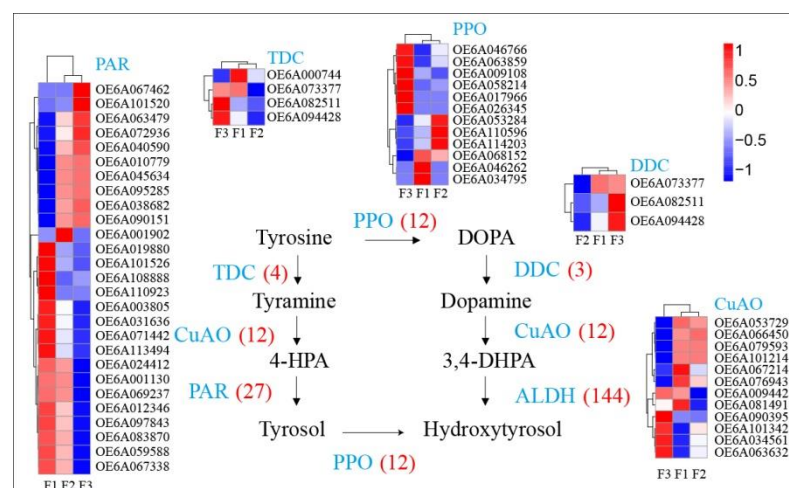 PAR
OE6A067462
OE6A101520
OE6A063479
OE6A072936
OE6A040590
OE6A010779
OE6A045634
OE6A095285
OE6A038682
OE6A090151
OE6A001902
OE6A019880
OE6A101526
OE6A108888
OE6A110923
OE6A003805
OE6A031636
OE6A071442
OE6A113494
OE6A024412
OE6A001130
OE6A069237
OE6A012346
OE6A097843
OE6A083870
OE6A059588
OE6A067338
F1 F2 F3
TDC
OE6A000744
OE6A073377
OE6A082511
OE6A094428
F3 F1 F2
PPO
OE6A046766
OE6A063859
OE6A009108
OE6A058214
OE6A017966
OE6A026345
OE6A053284
OE6A110596
OE6A114203
OE6A068152
OE6A046262
OE6A034795
F3 F1 F2
1
0.5
0
−0.5
−1
DDC
OE6A073377
OE6A082511
OE6A094428
F2 F1 F3
PPO (12)
Tyrosine DOPA
TDC (4) DDC (3)
Tyramine Dopamine
CuAO (12) CuAO (12)
4-HPA 3,4-DHPA
PAR (27) ALDH (144)
Tyrosol Hydroxytyrosol
PPO (12)
CuAO
OE6A053729
OE6A066450
OE6A079593
OE6A101214
OE6A067214
OE6A076943
OE6A009442
OE6A081491
OE6A090395
OE6A101342
OE6A034561
OE6A063632
F3 F1 F2